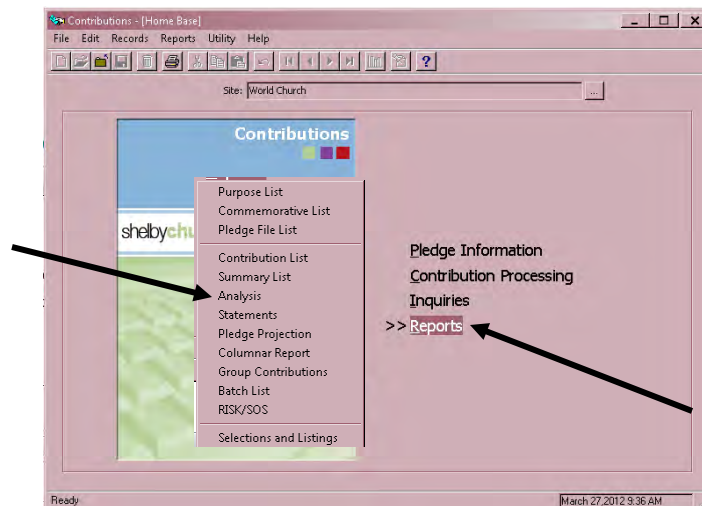 Contributions - [Home Base]
File Edit Records Reports Utility Help
Site: World Church ...
Contributions
shelbychu
Purpose List
Commemorative List
Pledge File List
Contribution List
Summary List
Analysis
Statements
Pledge Projection
Columnar Report
Group Contributions
Batch List
RISK/SOS
Selections and Listings
Pledge Information
Contribution Processing
Inquiries
>> Reports
Ready March 27,2012 9:36 AM